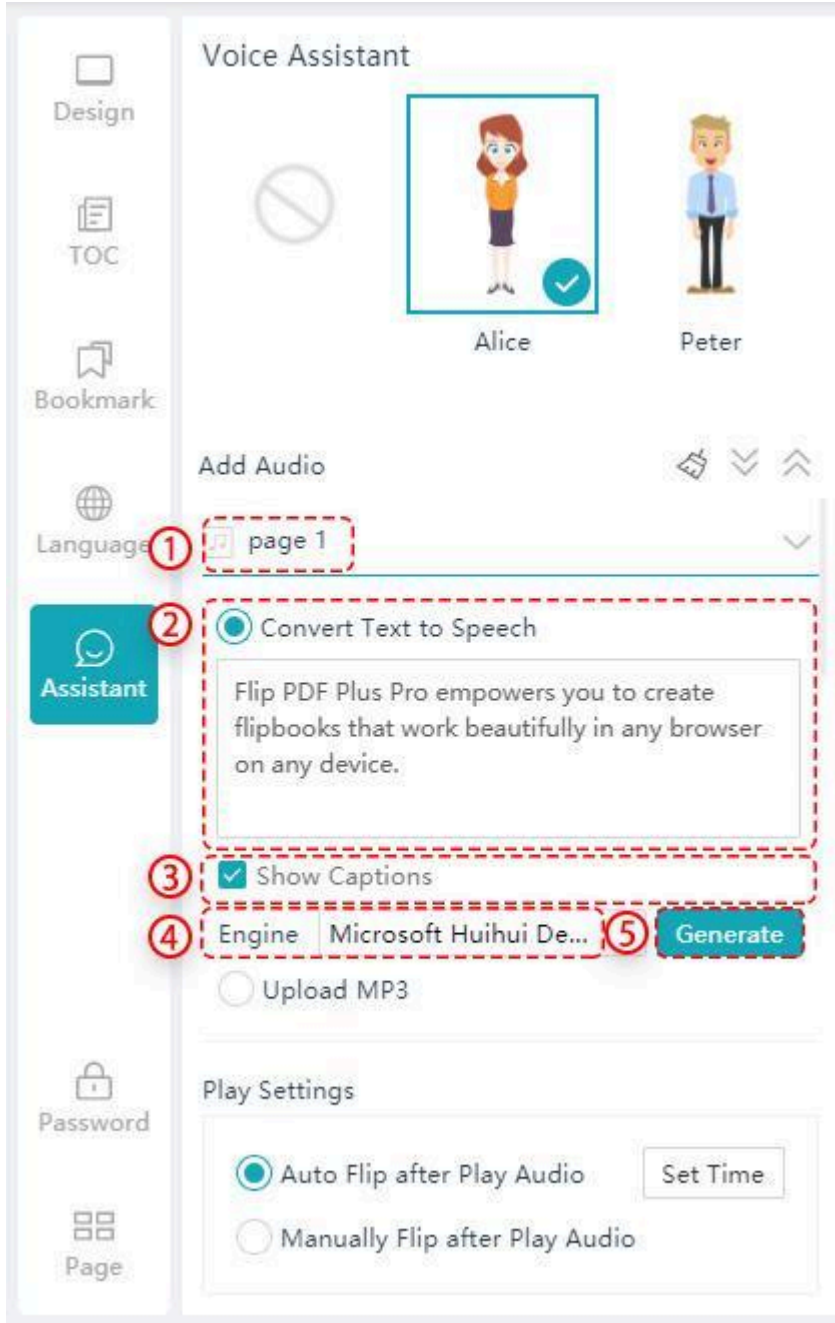 Design
TOC
Bookmark
Language
Assistant
Password
Page
Voice Assistant
Alice
Peter
Add Audio
① page 1
② Convert Text to Speech
Flip PDF Plus Pro empowers you to create
flipbooks that work beautifully in any browser
on any device.
③ Show Captions
④ Engine Microsoft Huihui De... ⑤ Generate
Upload MP3
Play Settings
Auto Flip after Play Audio Set Time
Manually Flip after Play Audio